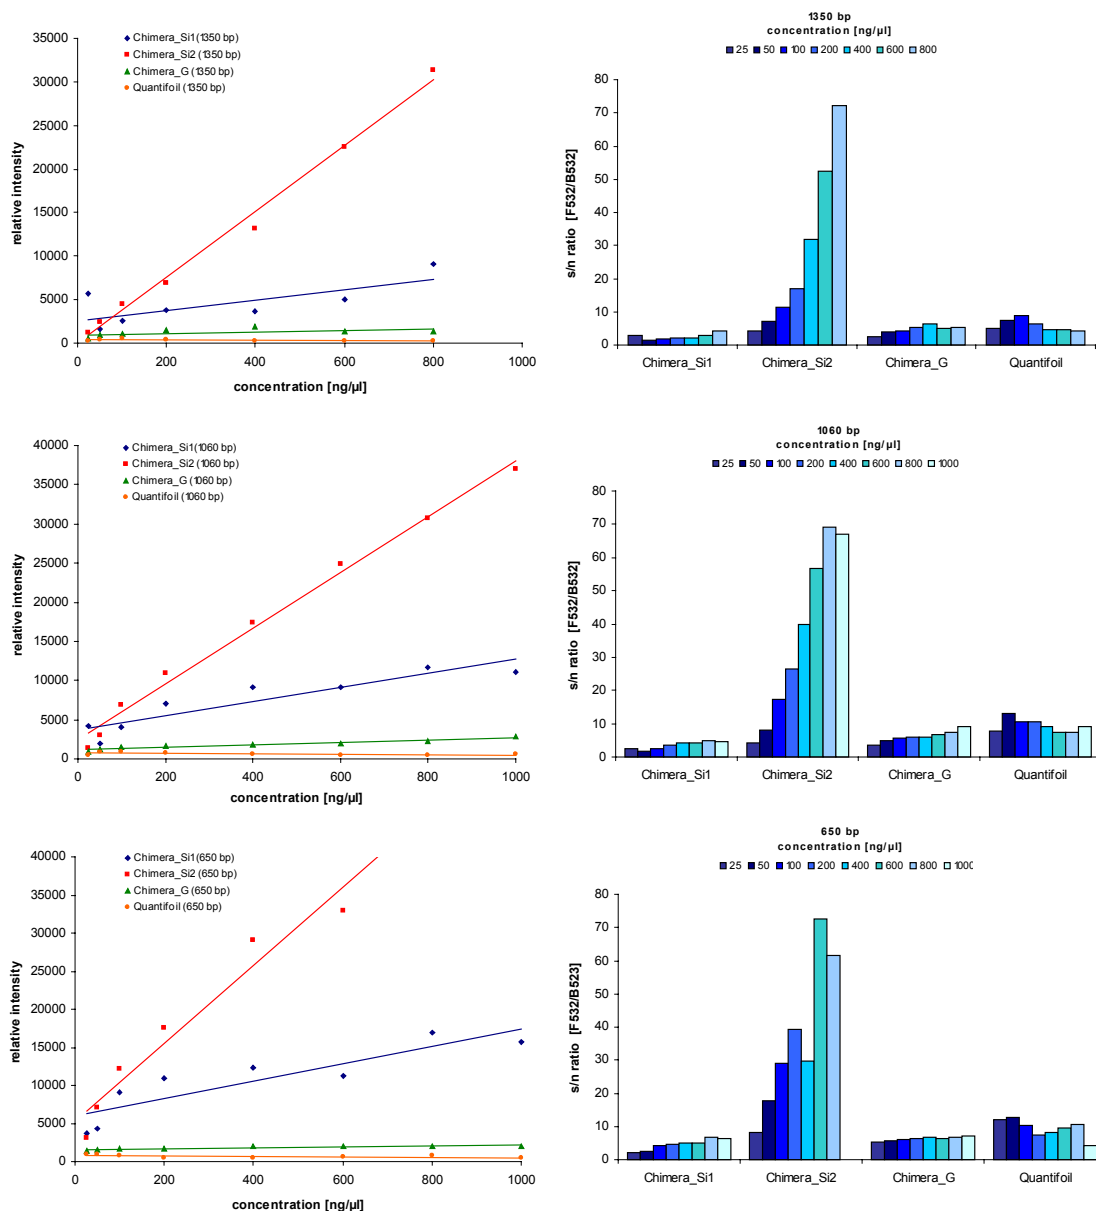 35000
30000
25000
20000
15000
10000
5000
0
0 200 400 600 800 1000
relative intensity
concentration [ng/µl]
Chimera_Si1(1350 bp)
Chimera_Si2 (1350 bp)
Chimera_G (1350 bp)
Quantifoil (1350 bp)
1350 bp
concentration [ng/µl]
25 50 100 200 400 600 800
80
70
60
50
40
30
20
10
0
s/n ratio [F532/B532]
Chimera_Si1 Chimera_Si2 Chimera_G Quantifoil
40000
35000
30000
25000
20000
15000
10000
5000
0
0 200 400 600 800 1000
relative intensity
concentration [ng/µl]
Chimera_Si1(1060 bp)
Chimera_Si2 (1060 bp)
Chimera_G (1060 bp)
Quantifoil (1060 bp)
1060 bp
concentration [ng/µl]
25 50 100 200 400 600 800 1000
80
70
60
50
40
30
20
10
0
s/n ratio [F532/B532]
Chimera_Si1 Chimera_Si2 Chimera_G Quantifoil
40000
35000
30000
25000
20000
15000
10000
5000
0
0 200 400 600 800 1000
relative intensity
concentration [ng/µl]
Chimera_Si1(650 bp)
Chimera_Si2 (650 bp)
Chimera_G (650 bp)
Quantifoil (650 bp)
650 bp
concentration [ng/µl]
25 50 100 200 400 600 800 1000
80
70
60
50
40
30
20
10
0
s/n ratio [F532/B523]
Chimera_Si1 Chimera_Si2 Chimera_G Quantifoil